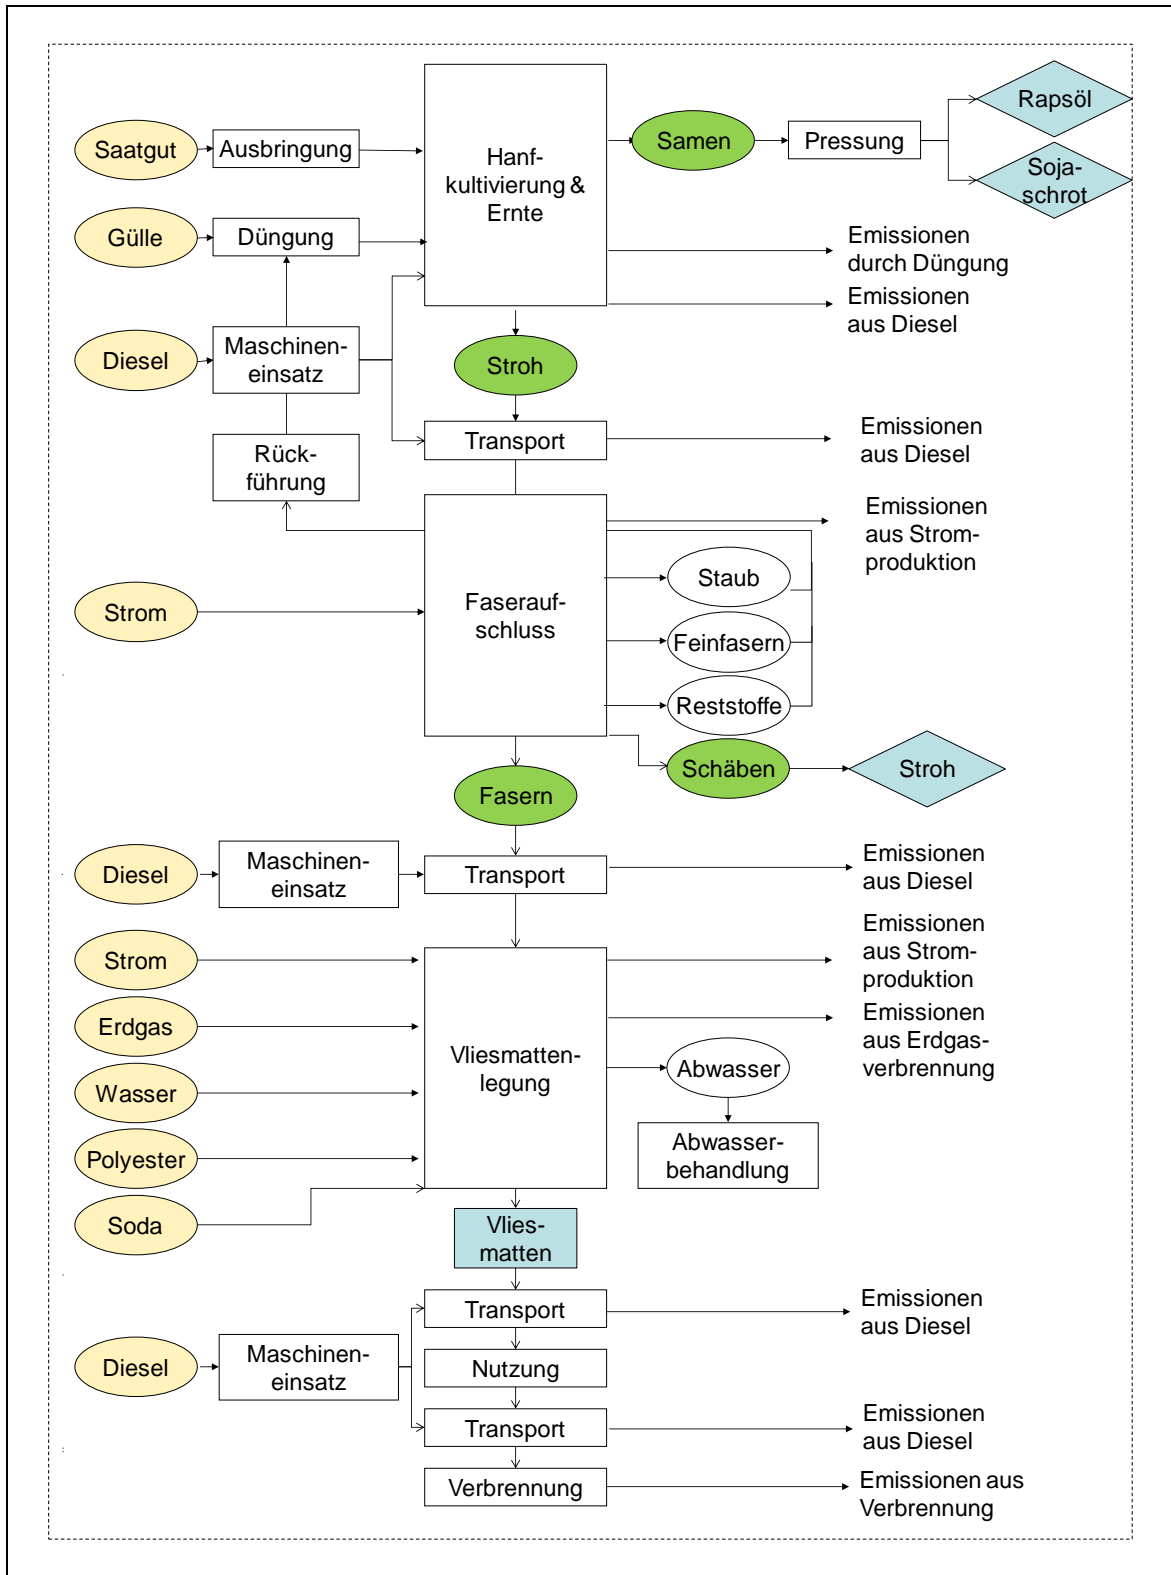 Rapsöl
Saatgut
Ausbringung
Hanf-
kultivierung &
Ernte
Samen
Pressung
Soja-
schrot
Gülle
Düngung
Emissionen
durch Düngung
Emissionen
aus Diesel
Diesel
Maschinen-
einsatz
Stroh
Rück-
führung
Transport
Emissionen
aus Diesel
Emissionen
aus Strom-
produktion
Strom
Faserauf-
schluss
Staub
Feinfasern
Reststoffe
Schäben
Stroh
Fasern
Diesel
Maschinen-
einsatz
Transport
Emissionen
aus Diesel
Strom
Erdgas
Wasser
Polyester
Soda
Vliesmatten-
legung
Emissionen
aus Strom-
produktion
Emissionen
aus Erdgas-
verbrennung
Abwasser
Abwasser-
behandlung
Vlies-
matten
Diesel
Maschinen-
einsatz
Transport
Emissionen
aus Diesel
Nutzung
Transport
Emissionen
aus Diesel
Verbrennung
Emissionen aus
Verbrennung